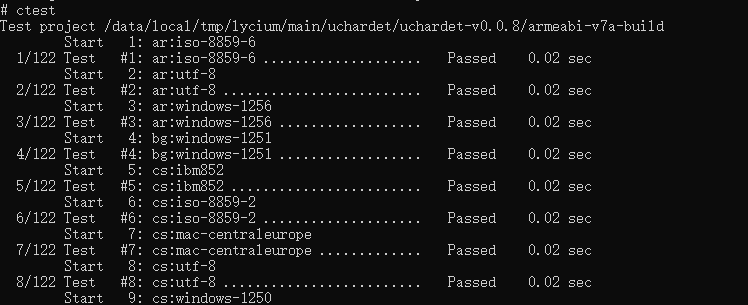 # ctest
Test project /data/local/tmp/lycium/main/uchardet/uchardet-v0.0.8/armeabi-v7a-build
        Start   1: ar:iso-8859-6
  1/122 Test   #1: ar:iso-8859-6 ....................   Passed    0.02 sec
        Start   2: ar:utf-8
  2/122 Test   #2: ar:utf-8 .........................   Passed    0.02 sec
        Start   3: ar:windows-1256
  3/122 Test   #3: ar:windows-1256 ..................   Passed    0.02 sec
        Start   4: bg:windows-1251
  4/122 Test   #4: bg:windows-1251 ..................   Passed    0.02 sec
        Start   5: cs:ibm852
  5/122 Test   #5: cs:ibm852 ........................   Passed    0.02 sec
        Start   6: cs:iso-8859-2
  6/122 Test   #6: cs:iso-8859-2 ....................   Passed    0.02 sec
        Start   7: cs:mac-centraleurope
  7/122 Test   #7: cs:mac-centraleurope .............   Passed    0.02 sec
        Start   8: cs:utf-8
  8/122 Test   #8: cs:utf-8 .........................   Passed    0.02 sec
        Start   9: cs:windows-1250